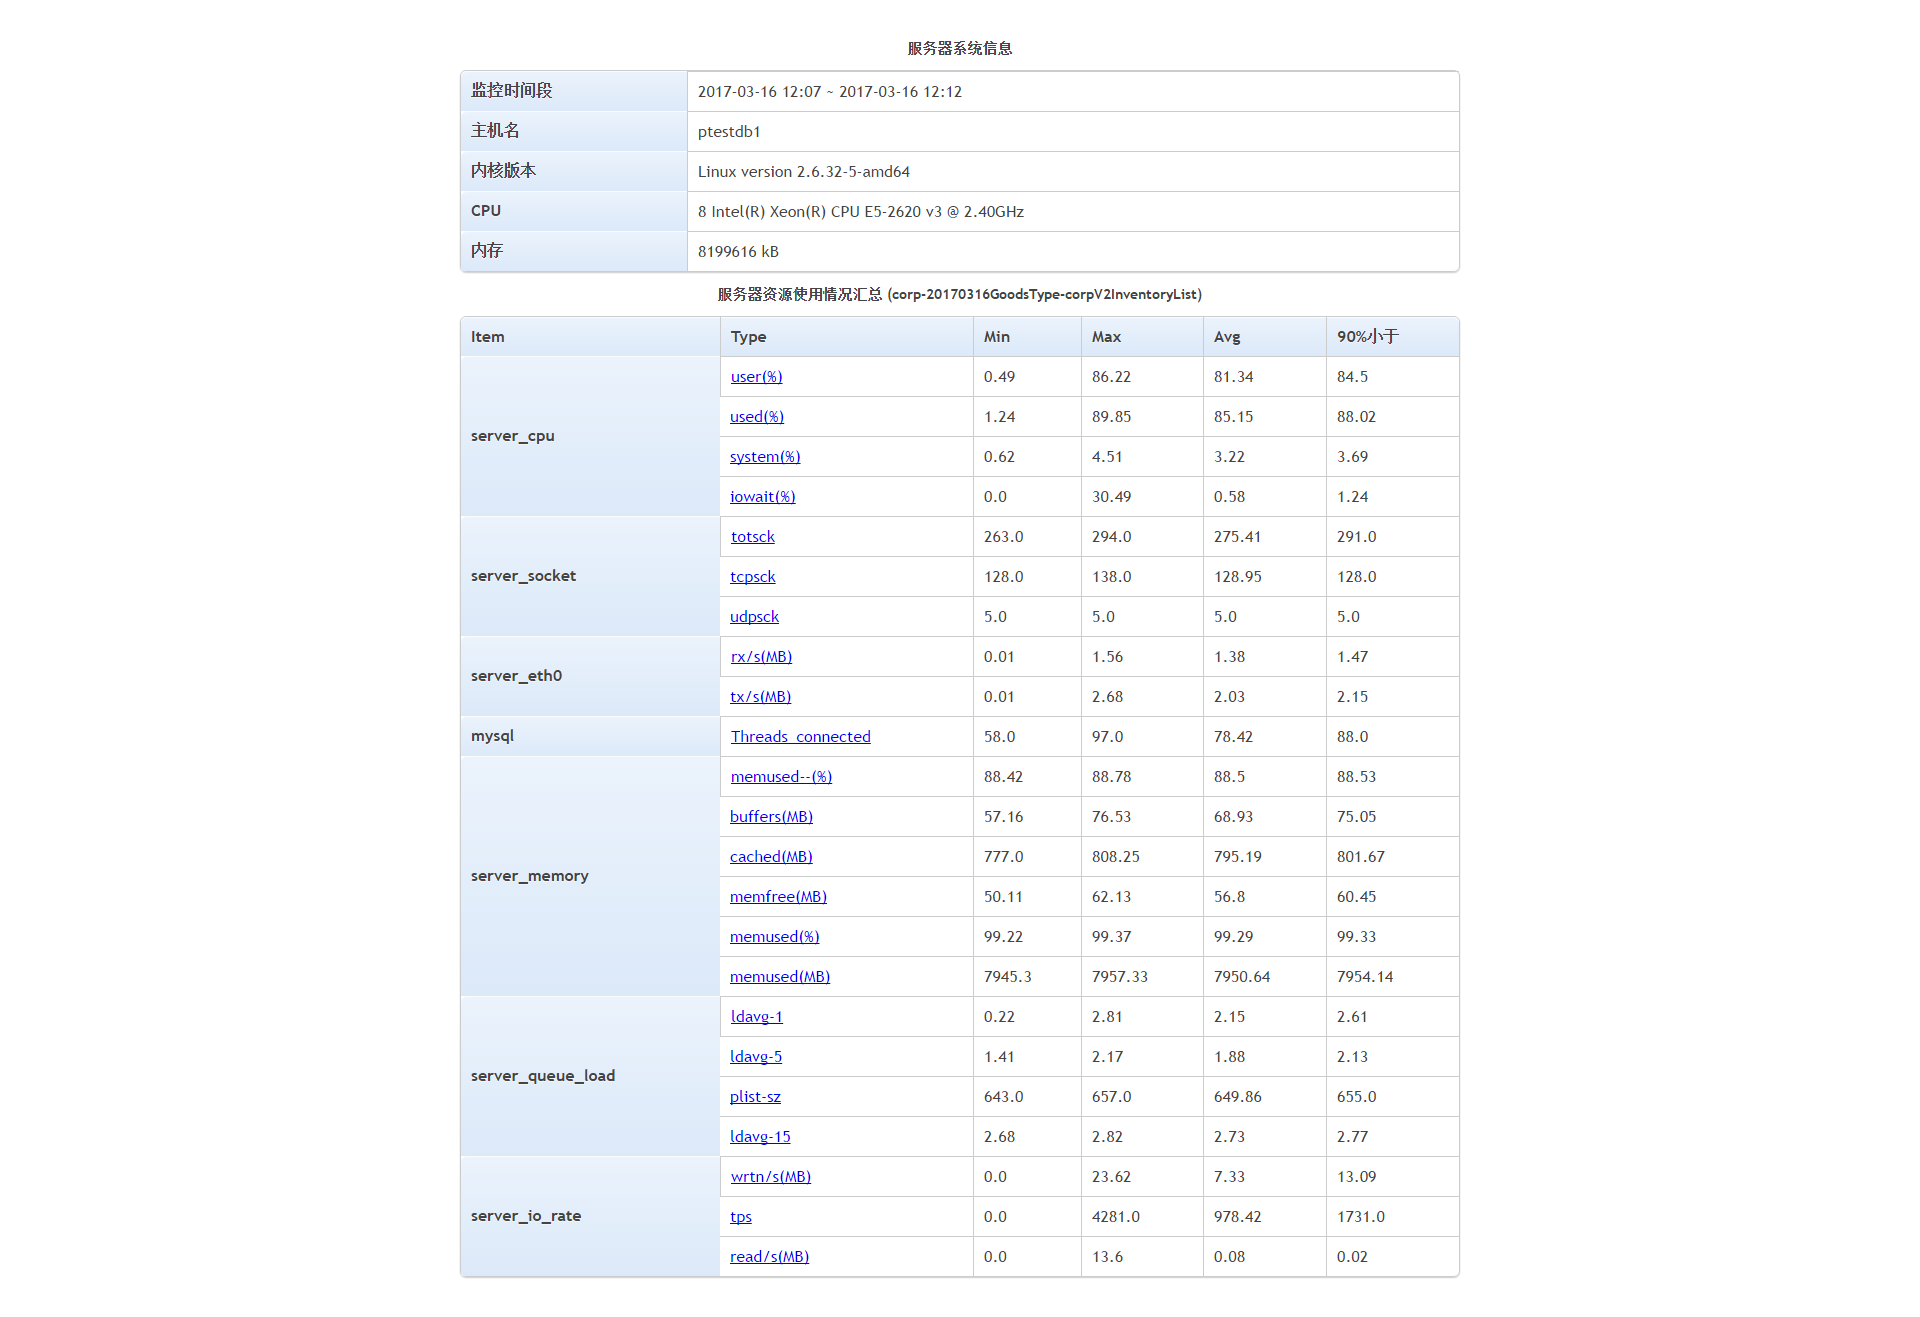 服务器系统信息
监控时间段 2017-03-16 12:07 ~ 2017-03-16 12:12
主机名 ptestdb1
内核版本 Linux version 2.6.32-5-amd64
CPU 8 Intel(R) Xeon(R) CPU E5-2620 v3 @ 2.40GHz
内存 8199616 kB
服务器资源使用情况汇总 (corp-20170316GoodsType-corpV2InventoryList)
Item Type Min Max Avg 90%小于
server_cpu
user(%) 0.49 86.22 81.34 84.5
used(%) 1.24 89.85 85.15 88.02
system(%) 0.62 4.51 3.22 3.69
iowait(%) 0.0 30.49 0.58 1.24
server_socket
totsck 263.0 294.0 275.41 291.0
tcpsck 128.0 138.0 128.95 128.0
udpsck 5.0 5.0 5.0 5.0
server_eth0
rx/s(MB) 0.01 1.56 1.38 1.47
tx/s(MB) 0.01 2.68 2.03 2.15
mysql Threads_connected 58.0 97.0 78.42 88.0
server_memory
memused--(%) 88.42 88.78 88.5 88.53
buffers(MB) 57.16 76.53 68.93 75.05
cached(MB) 777.0 808.25 795.19 801.67
memfree(MB) 50.11 62.13 56.8 60.45
memused(%) 99.22 99.37 99.29 99.33
memused(MB) 7945.3 7957.33 7950.64 7954.14
server_queue_load
ldavg-1 0.22 2.81 2.15 2.61
ldavg-5 1.41 2.17 1.88 2.13
plist-sz 643.0 657.0 649.86 655.0
ldavg-15 2.68 2.82 2.73 2.77
server_io_rate
wrtn/s(MB) 0.0 23.62 7.33 13.09
tps 0.0 4281.0 978.42 1731.0
read/s(MB) 0.0 13.6 0.08 0.02